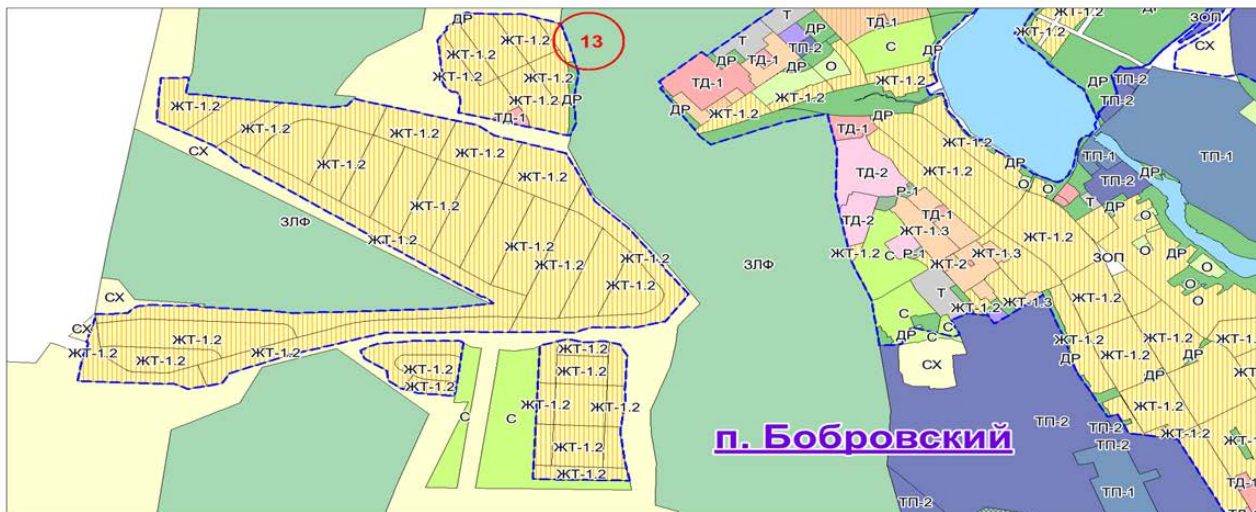 ДР
ЖТ-1.2
ЖТ-1.2
13
ЖТ-1.2
ЖТ-1.2
ЖТ-1.2
ДР
ТД-1
Т
Т
ДР
ТД-1
ТП-2
ДР
ТД-1
С
ДР
О
ТД-1
ДР
ЖТ-1.2
ЖТ-1.2
ЖТ-1.2
ЖТ-1.2
ДР
ЗОП
СХ
ДР
ТП-2
ТП-2
ЖТ-1.2
ЖТ-1.2
ЖТ-1.2
ЖТ-1.2
СХ
ЖТ-1.2
ЖТ-1.2
ЖТ-1.2
ЖТ-1.2
ЗЛФ
ЖТ-1.2
ЖТ-1.2
ЖТ-1.2
ЖТ-1.2
ЗЛФ
ТД-1
ДР
ЖТ-1.2
ТД-2
ЖТ-1.2
ДР
ТП-1
ТП-2
ТП-1
О
О
Т
ДР
Р-1
ТД-2
ТД-1
ЖТ-1.3
О
ЖТ-1.2
ЖТ-1.2
С
Р-1
ЖТ-1.3
ЖТ-2
ЗОП
ДР
О
О
О
Т
ЖТ-1.2
ЖТ-1.3
ЖТ-1.2
СХ
СХ
ЖТ-1.2
ЖТ-1.2
ЖТ-1.2
ЖТ-1.2
С
ДР
С
С
СХ
ЖТ-1.2
ЖТ-1.2
ЖТ-1.2
ДР
ЖТ-1.2
ДР
ДР
ЖТ-1.2
ЖТ-1.2
ЖТ-1.2
ЖТ-1.2
ЖТ-1.2
С
С
ЖТ-1.2
ЖТ-1.2
ЖТ-1.2
ЖТ-1.2
п. Бобровский
ТП-2
ТП-2
ТП-2
ЖТ-1.2
ТД-1
ТП-1
ТП-2